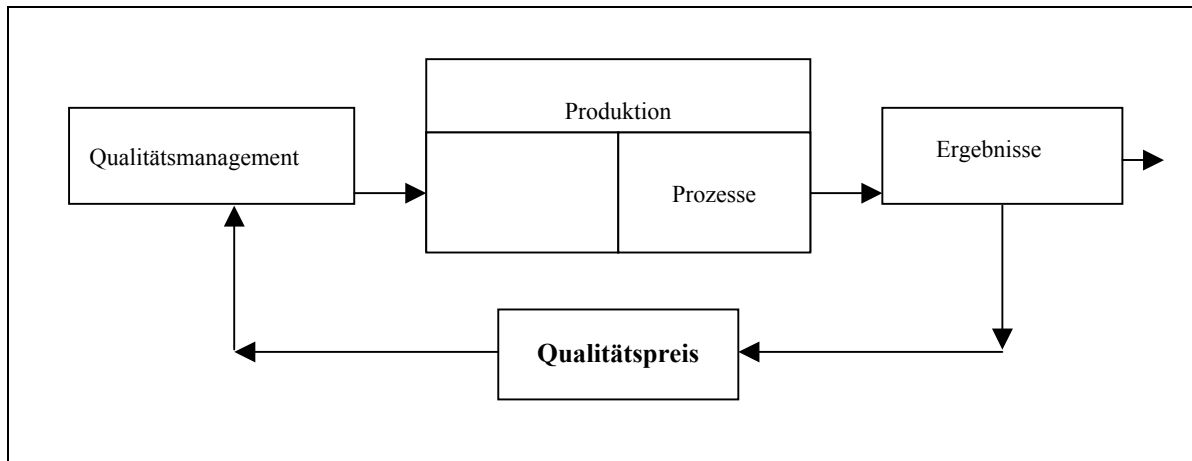 Produktion
Qualitätsmanagement
Ergebnisse
Prozesse
Qualitätspreis